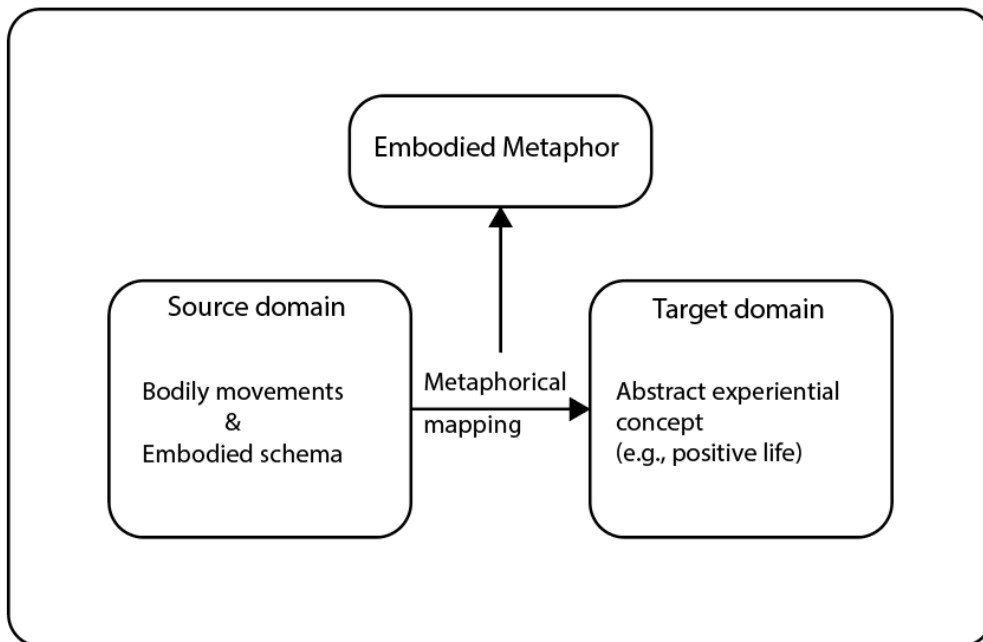 Embodied Metaphor
Source domain
Bodily movements
&
Embodied schema
Metaphorical
mapping
Target domain
Abstract experiential
concept
(e.g., positive life)